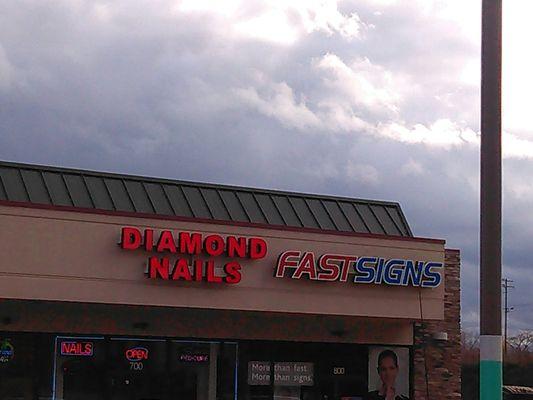 DIAMOND
NAILS
FASTSIGNS
NAILS
OPEN
700
More than fast.
More than signs.
800